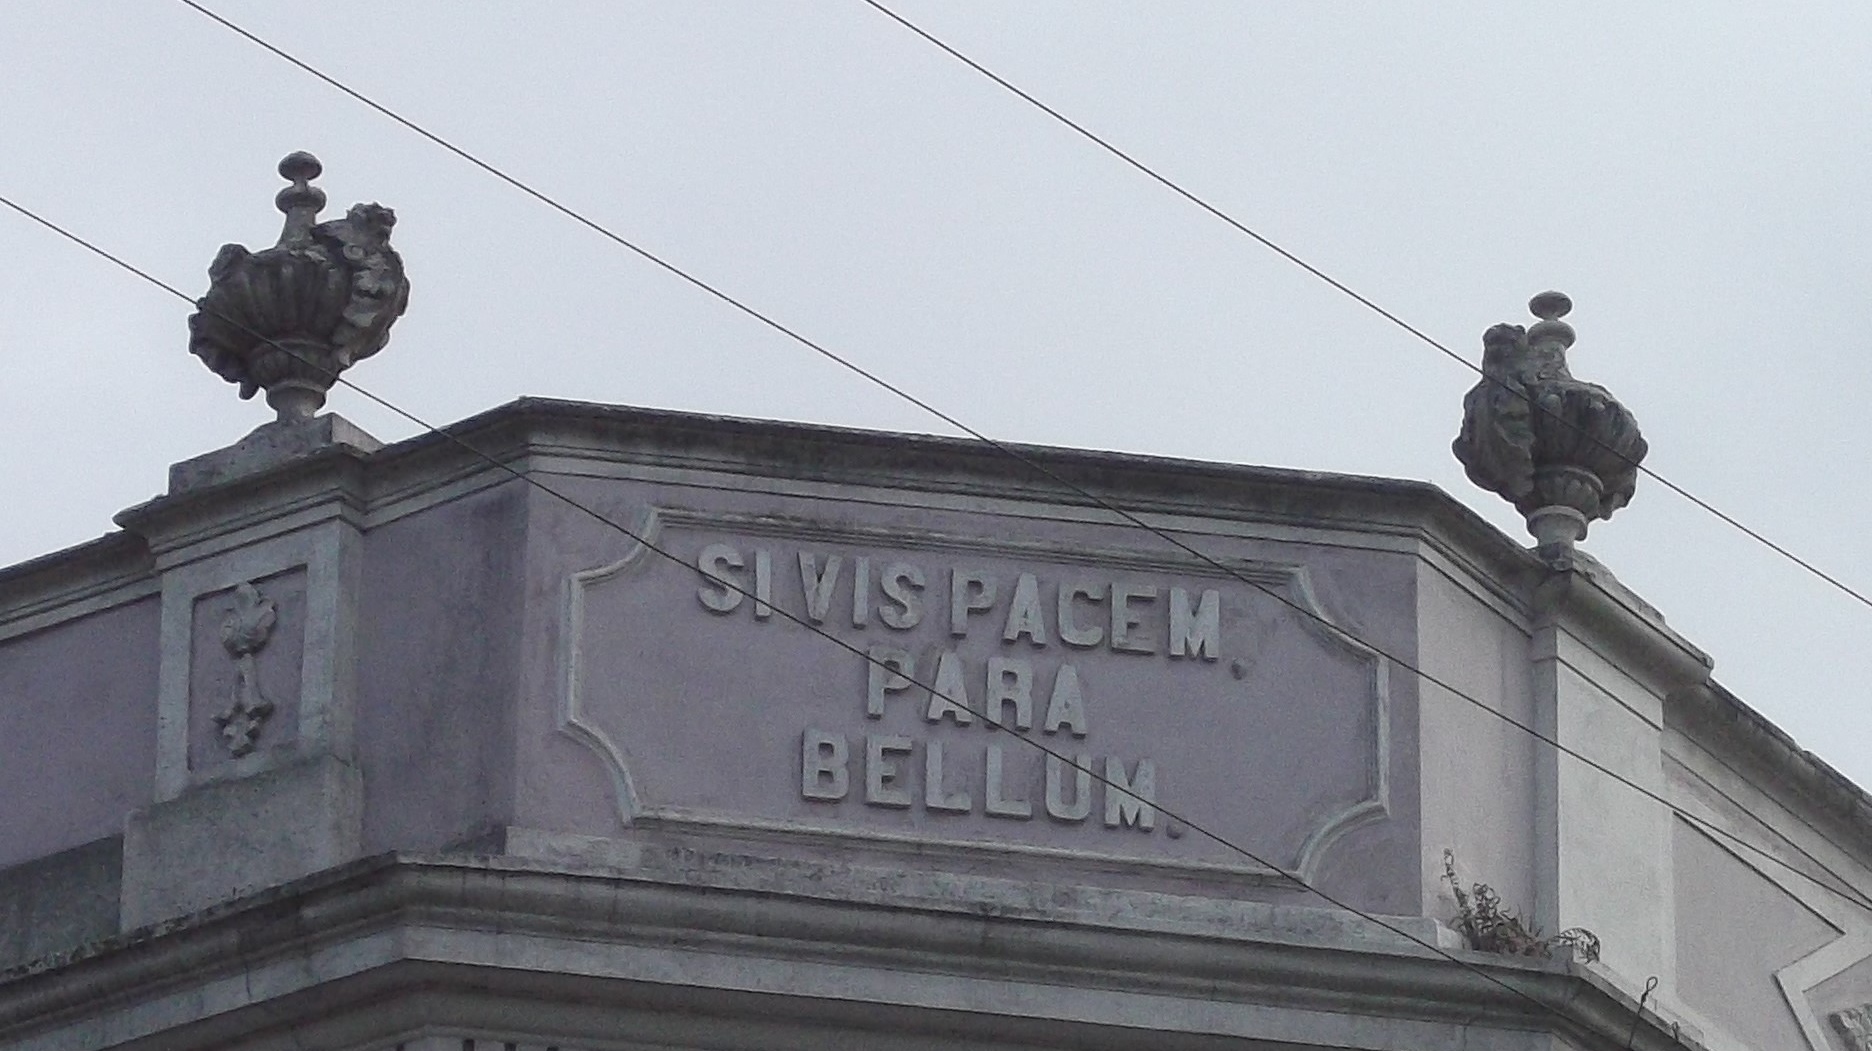 SI VIS PACEM.
PARA
BELLUM.